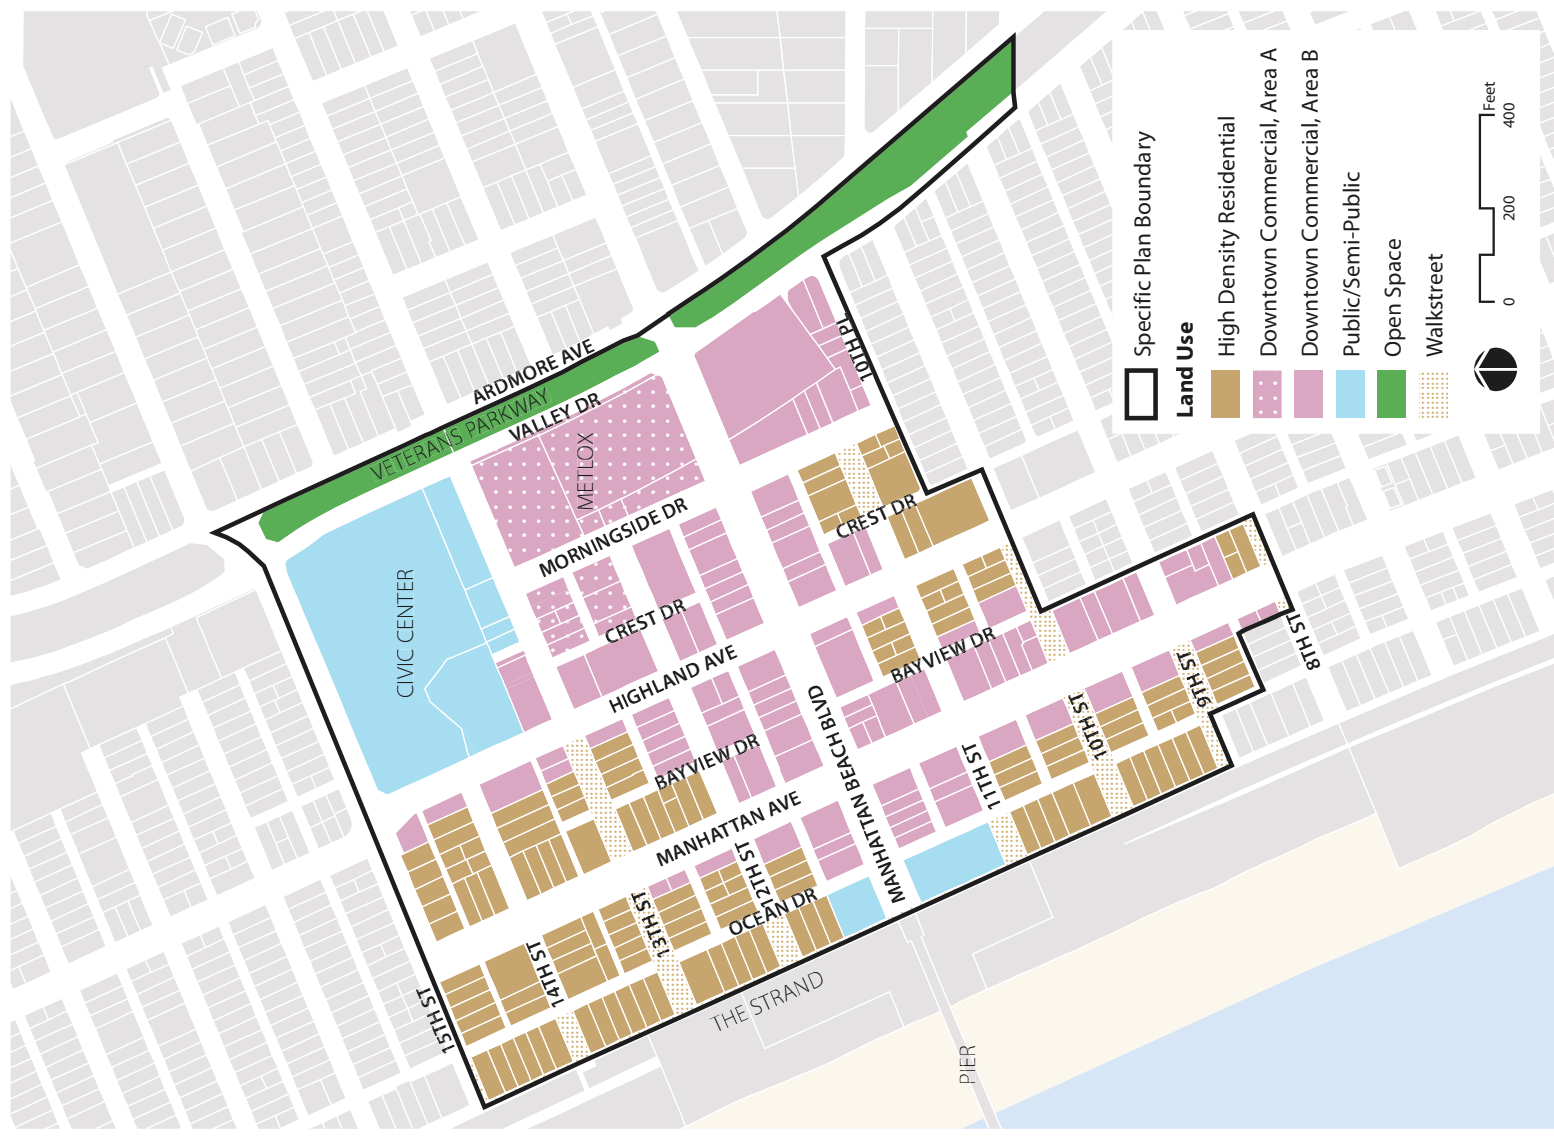 ARDMORE AVE
VETERANS PARKWAY
VALLEY DR
METLOX
MORNINGSIDE DR
CIVIC CENTER
CREST DR
HIGHLAND AVE
BAYVIEW DR
MANHATTAN AVE
10TH PL
CREST DR
BAYVIEW DR
MANHATTAN BEACH BLVD
8TH ST
9TH ST
10TH ST
11TH ST
12TH ST
13TH ST
14TH ST
15TH ST
OCEAN DR
THE STRAND
PIER
Specific Plan Boundary
Land Use
High Density Residential
Downtown Commercial, Area A
Downtown Commercial, Area B
Public/Semi-Public
Open Space
Walkstreet
0 200 400
Feet